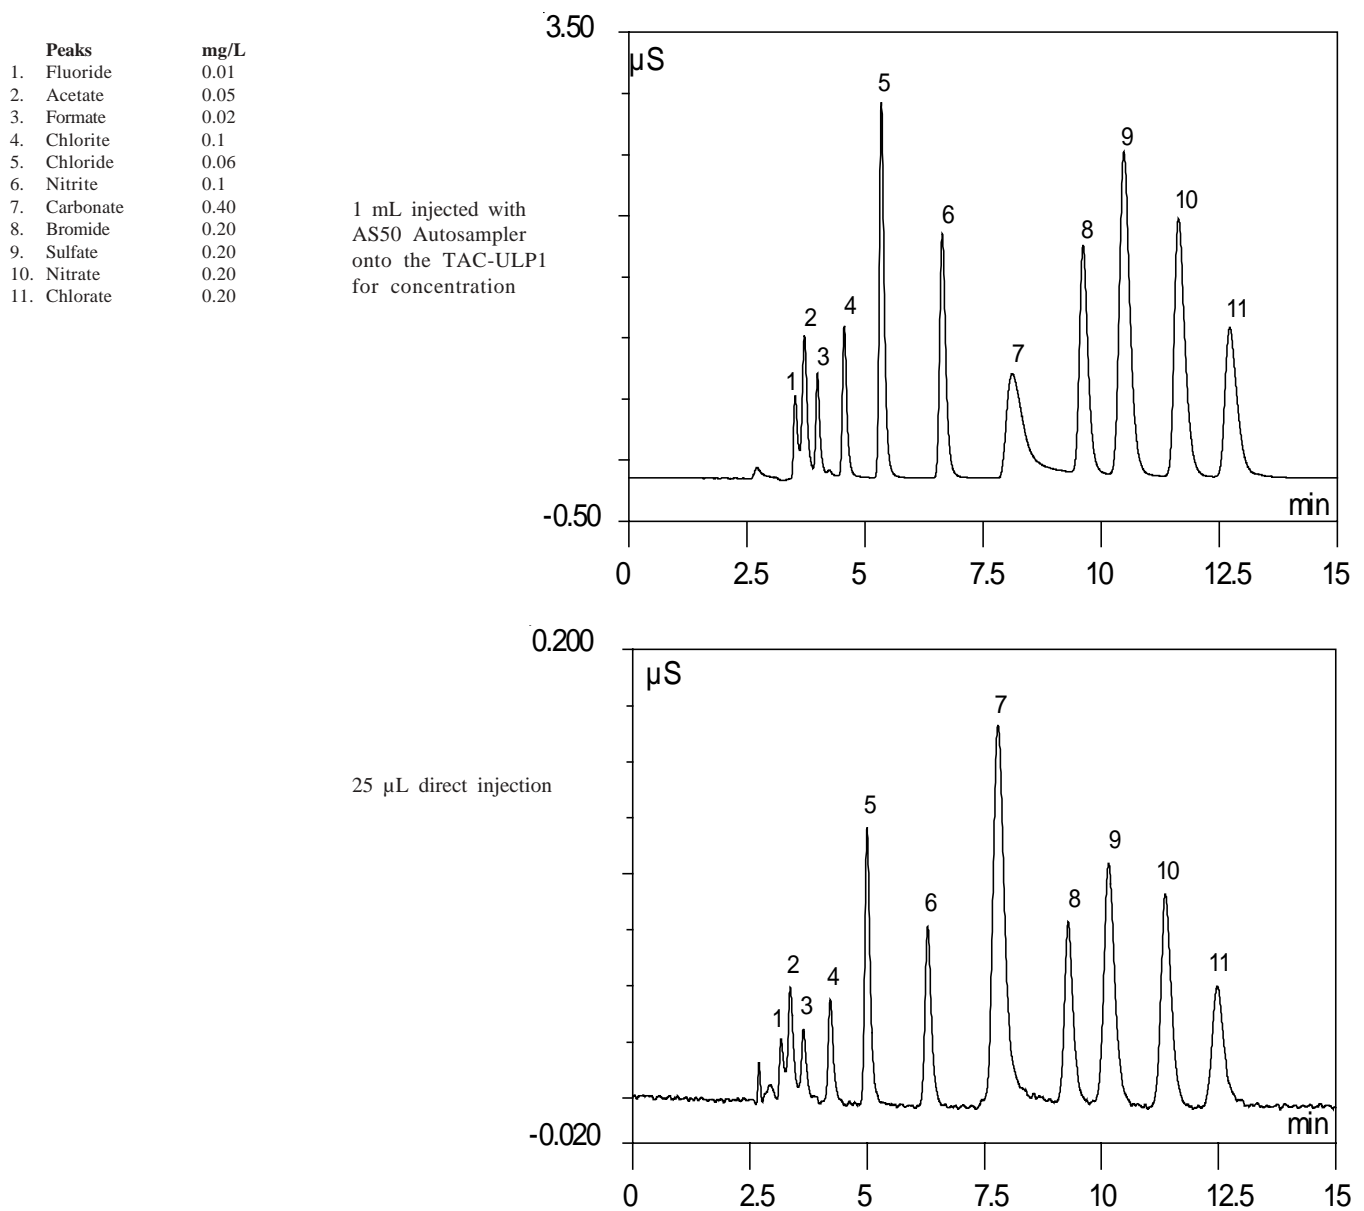 Peaks mg/L
1. Fluoride 0.01
2. Acetate 0.05
3. Formate 0.02
4. Chlorite 0.1
5. Chloride 0.06
6. Nitrite 0.1
7. Carbonate 0.40
8. Bromide 0.20
9. Sulfate 0.20
10. Nitrate 0.20
11. Chlorate 0.20
1 mL injected with
AS50 Autosampler
onto the TAC-ULP1
for concentration
3.50
µS
1 2 3 4 5 6 7 8 9 10 11
-0.50
min
0 2.5 5 7.5 10 12.5 15
25 µL direct injection
0.200
µS
1 2 3 4 5 6 7 8 9 10 11
-0.020
min
0 2.5 5 7.5 10 12.5 15